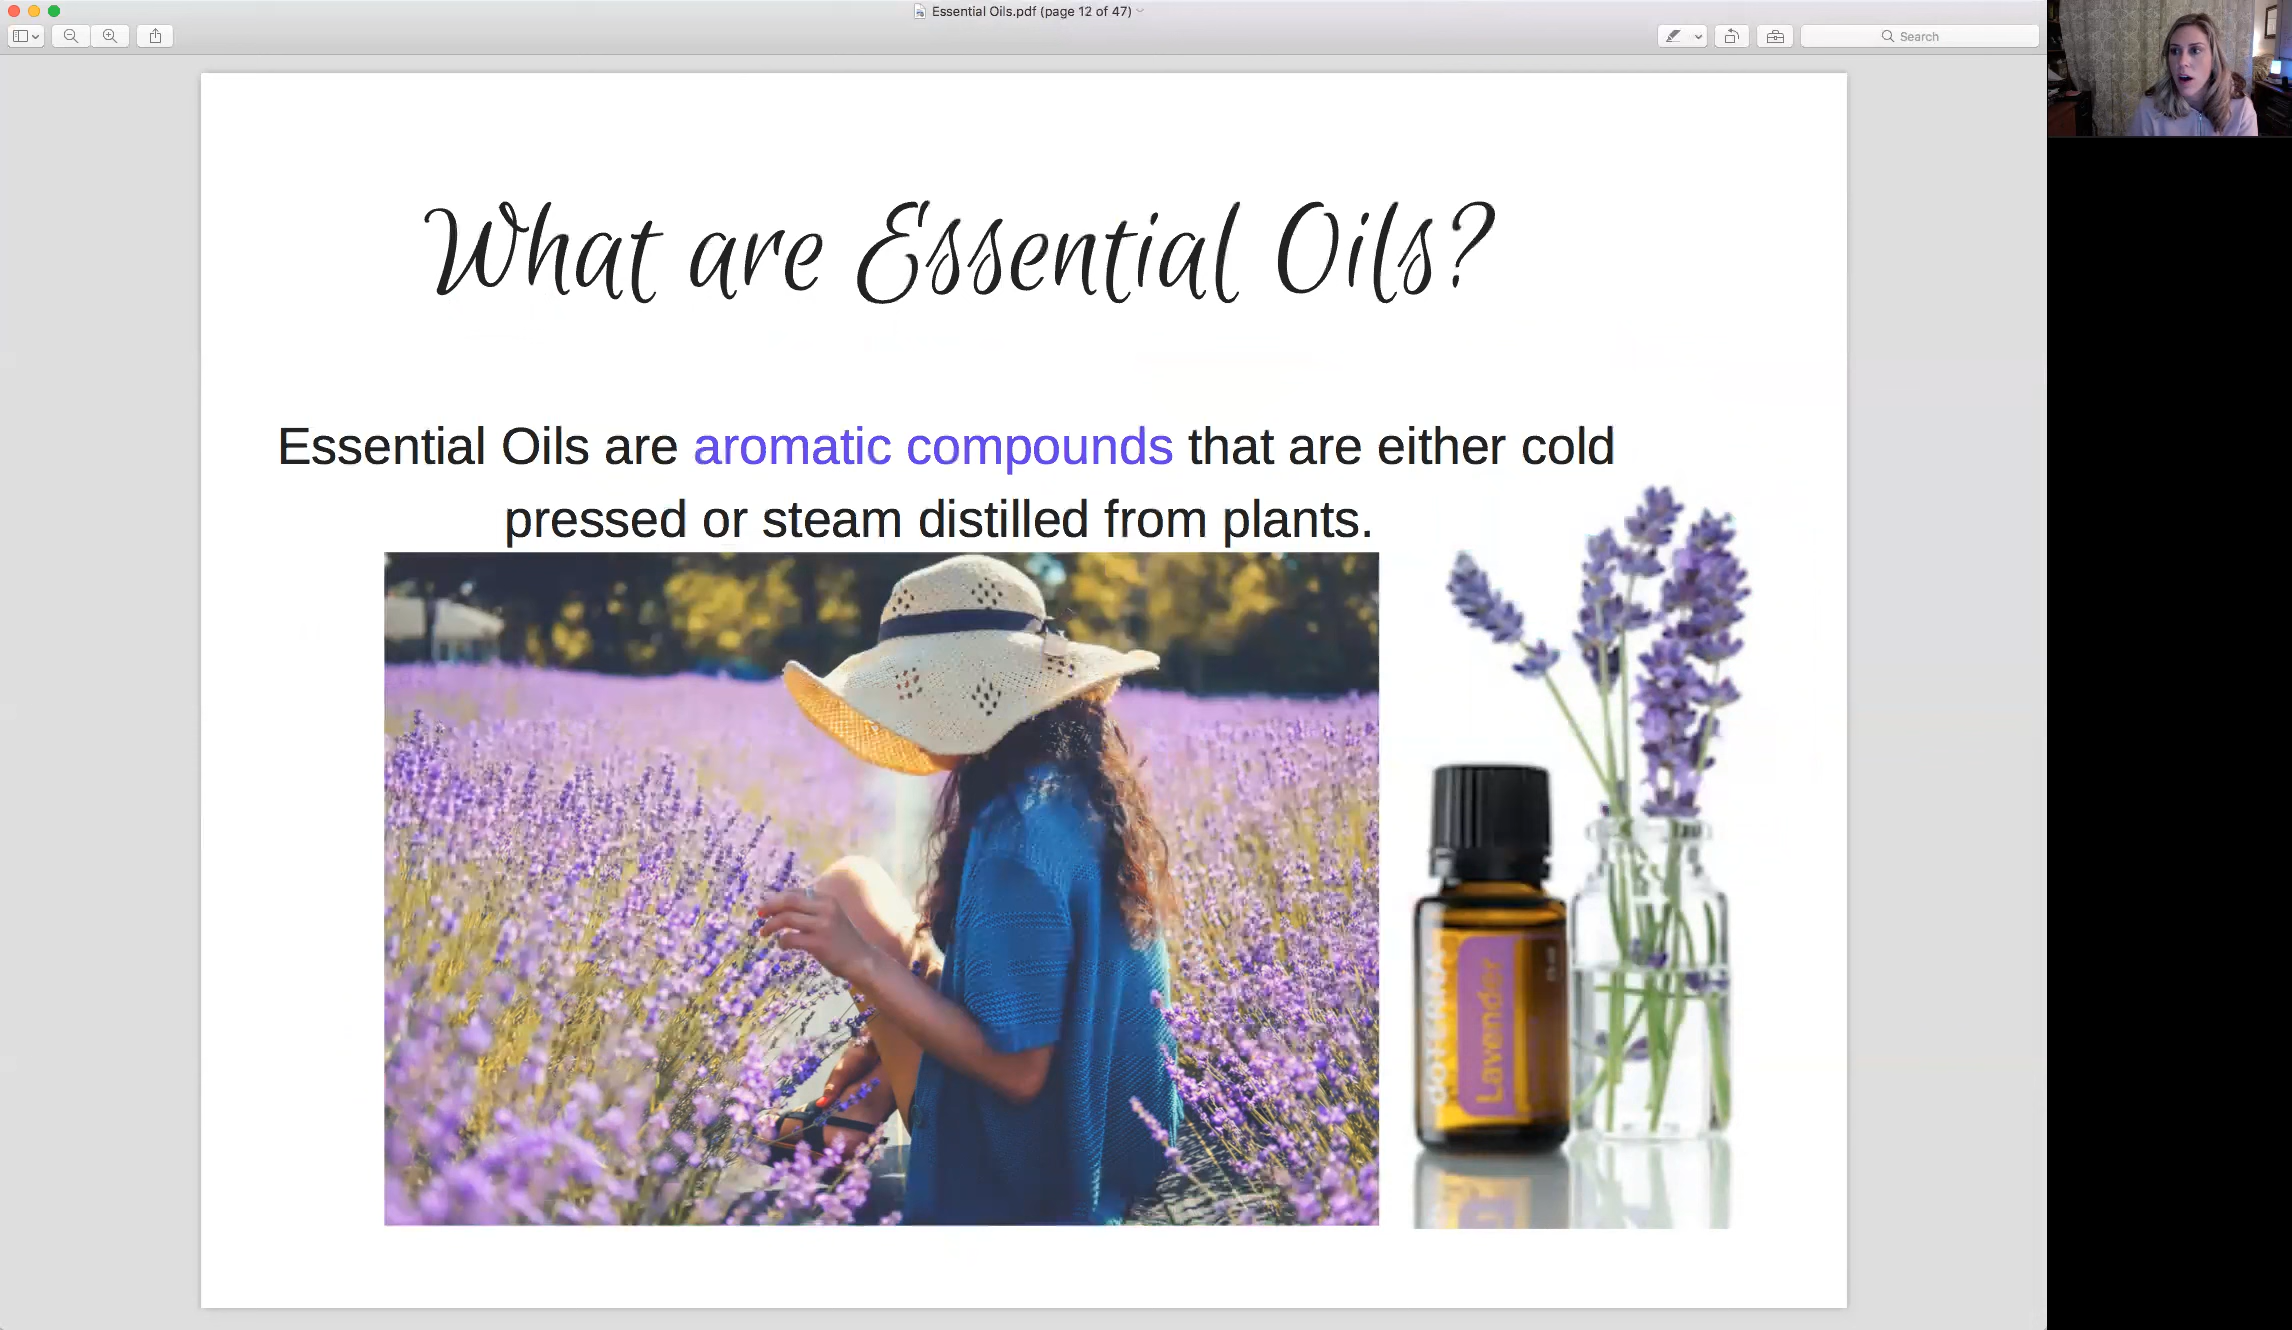 Essential Oils.pdf (page 12 of 47)
Search
What are Essential Oils?
Essential Oils are aromatic compounds that are either cold
pressed or steam distilled from plants.
dōTERRA
Lavender